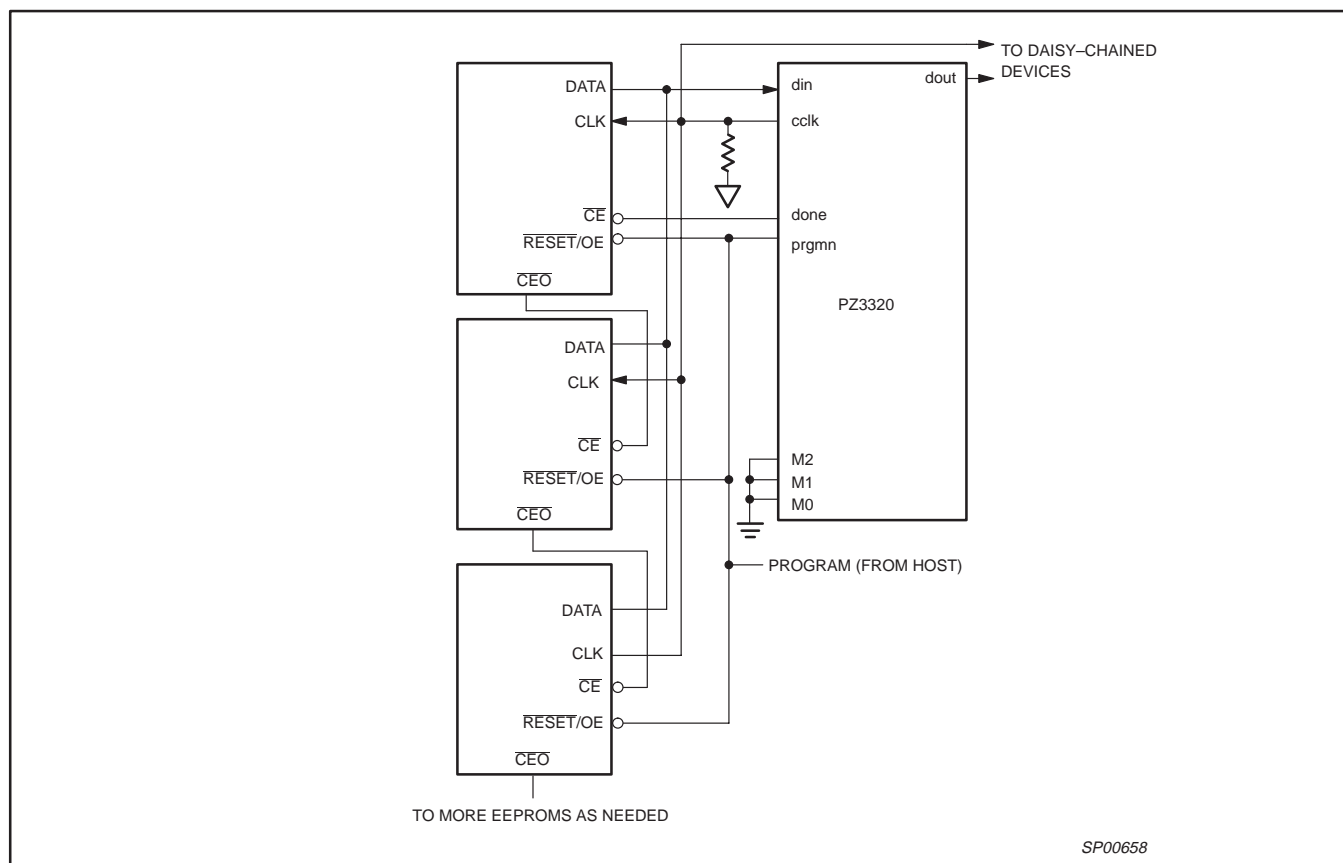 TO DAISY–CHAINED
DEVICES
DATA
CLK
CE
RESET/OE
CEO
din
cclk
done
prgmn
dout
PZ3320
M2
M1
M0
DATA
CLK
CE
RESET/OE
CEO
PROGRAM (FROM HOST)
DATA
CLK
CE
RESET/OE
CEO
TO MORE EEPROMS AS NEEDED
SP00658